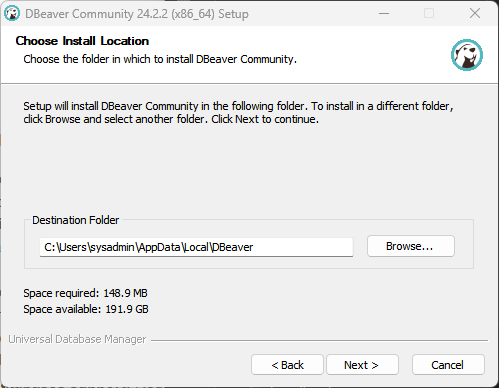 DBeaver Community 24.2.2 (x86_64) Setup
Choose Install Location
Choose the folder in which to install DBeaver Community.
Setup will install DBeaver Community in the following folder. To install in a different folder,
click Browse and select another folder. Click Next to continue.
Destination Folder
C:\Users\sysadmin\AppData\Local\DBeaver
Browse...
Space required: 148.9 MB
Space available: 191.9 GB
Universal Database Manager
< Back
Next >
Cancel